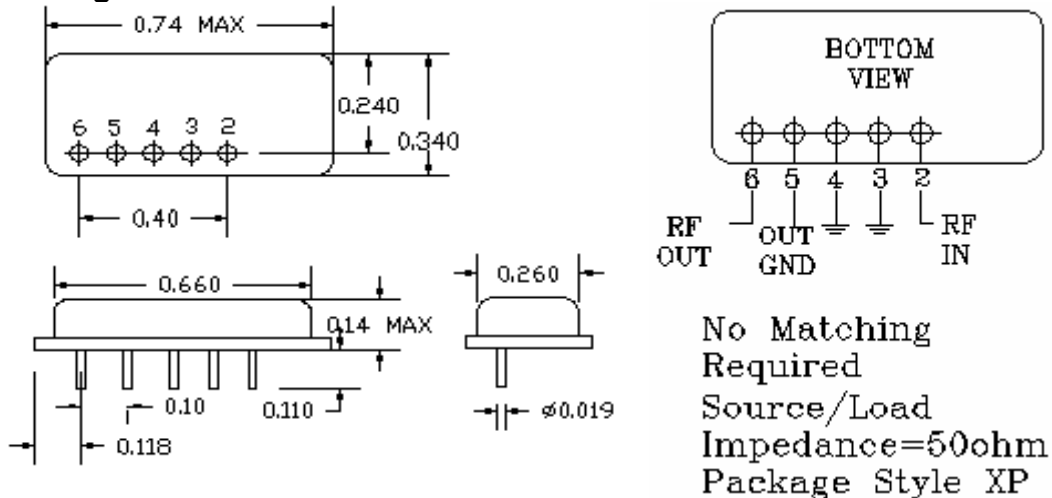 0.74 MAX
0.240
0.340
6 5 4 3 2
0.40
0.660
0.14 MAX
0.10
0.110
0.118
0.260
ø0.019
BOTTOM
VIEW
6 5 4 3 2
RF
OUT
OUT
GND
RF
IN
No Matching
Required
Source/Load
Impedance=50ohm
Package Style XP